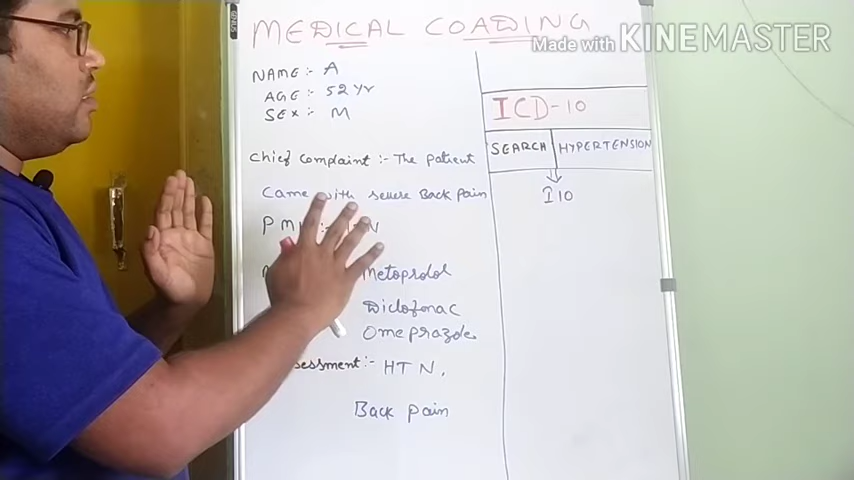 MEDICAL COADING
Made with KINEMASTER
NAME :- A
AGE :- 52 yr
SEX :- M
Chief Complaint :- The patient
Came with severe Back Pain
Metoprolol
Diclofonac
Omeprazole
HTN.
Back pain
ICD-10
SEARCH HYPERTENSION
I10